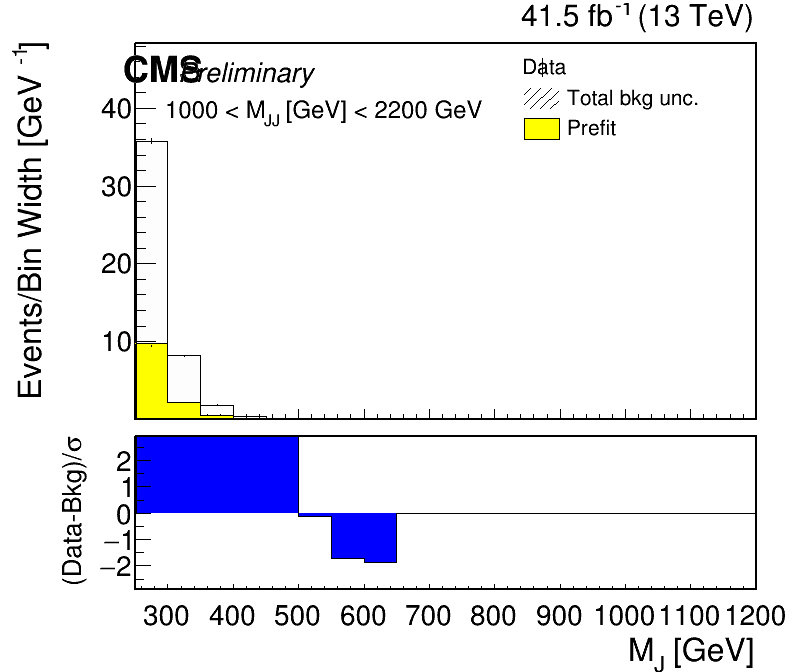 41.5 fb⁻¹ (13 TeV)
CMS Preliminary
1000 < M_JJ [GeV] < 2200 GeV
Data
Total bkg unc.
Prefit
Events/Bin Width [GeV⁻¹]
40
30
20
10
(Data-Bkg)/σ
2
1
0
−1
−2
300 400 500 600 700 800 900 1000 1100 1200
M_J [GeV]